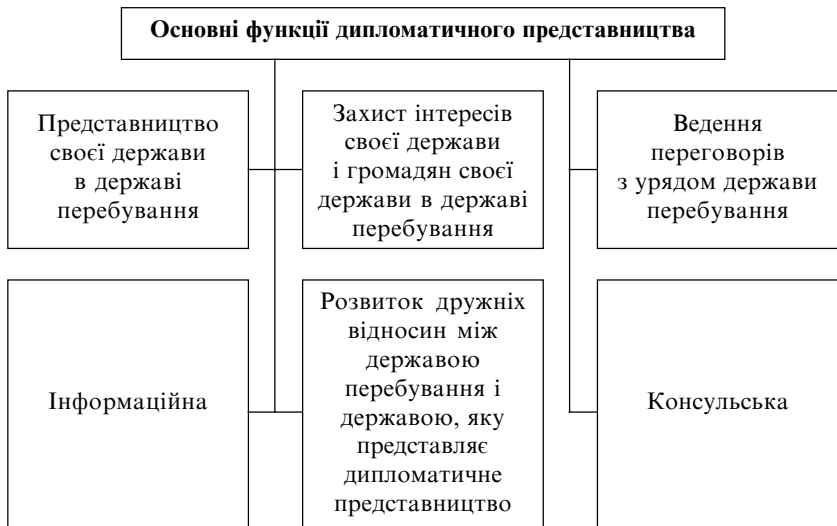 Основні функції дипломатичного представництва
Представництво
своєї держави
в державі
перебування
Захист інтересів
своєї держави
і громадян своєї
держави в державі
перебування
Ведення
переговорів
з урядом держави
перебування
Інформаційна
Розвиток дружніх
відносин між
державою
перебування і
державою, яку
представляє
дипломатичне
представництво
Консульська